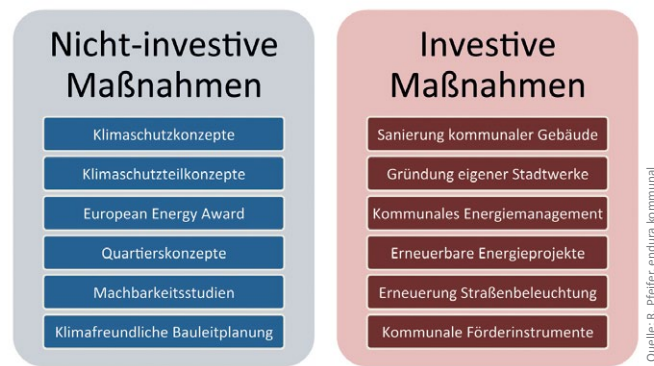 Nicht-investive
Maßnahmen
Klimaschutzkonzepte
Klimaschutzteilkonzepte
European Energy Award
Quartierskonzepte
Machbarkeitsstudien
Klimafreundliche Bauleitplanung
Investive
Maßnahmen
Sanierung kommunaler Gebäude
Gründung eigener Stadtwerke
Kommunales Energiemanagement
Erneuerbare Energieprojekte
Erneuerung Straßenbeleuchtung
Kommunale Förderinstrumente
Quelle: R. Pfeifer, endura kommunal